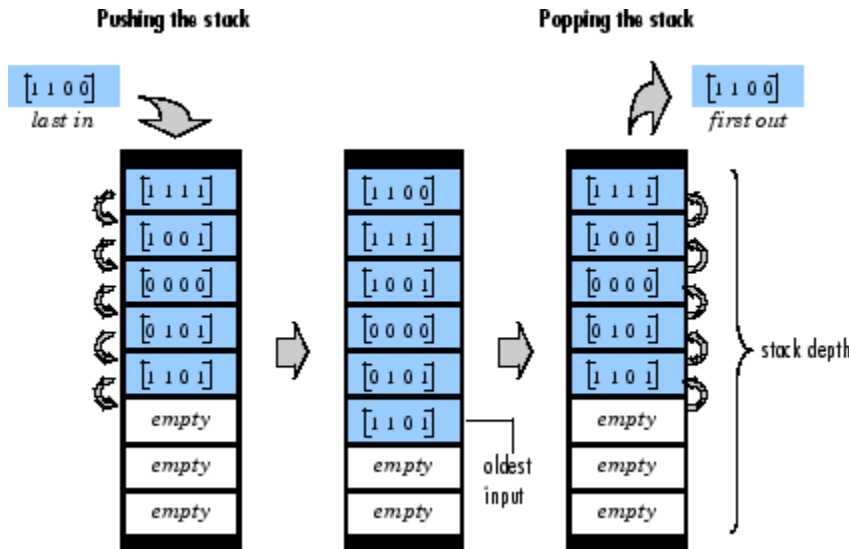 Pushing the stack
Popping the stack
[1 1 0 0]
last in
[1 1 0 0]
first out
[1 1 1 1]
[1 0 0 1]
[0 0 0 0]
[0 1 0 1]
[1 1 0 1]
empty
empty
empty
[1 1 0 0]
[1 1 1 1]
[1 0 0 1]
[0 0 0 0]
[0 1 0 1]
[1 1 0 1]
empty
empty
oldest
input
[1 1 1 1]
[1 0 0 1]
[0 0 0 0]
[0 1 0 1]
[1 1 0 1]
empty
empty
empty
stack depth